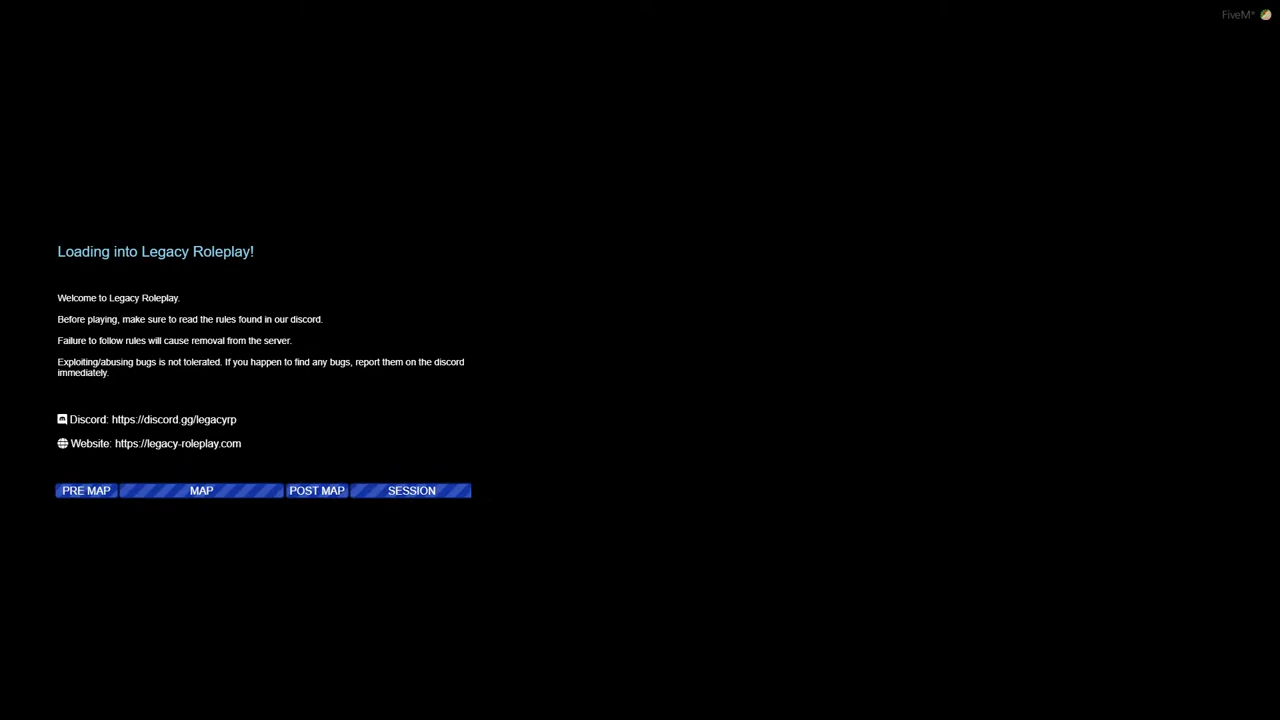 FiveM*
Loading into Legacy Roleplay!
Welcome to Legacy Roleplay.
Before playing, make sure to read the rules found in our discord.
Failure to follow rules will cause removal from the server.
Exploiting/abusing bugs is not tolerated. If you happen to find any bugs, report them on the discord
immediately.
Discord: https://discord.gg/legacyrp
Website: https://legacy-roleplay.com
PRE MAP MAP POST MAP SESSION